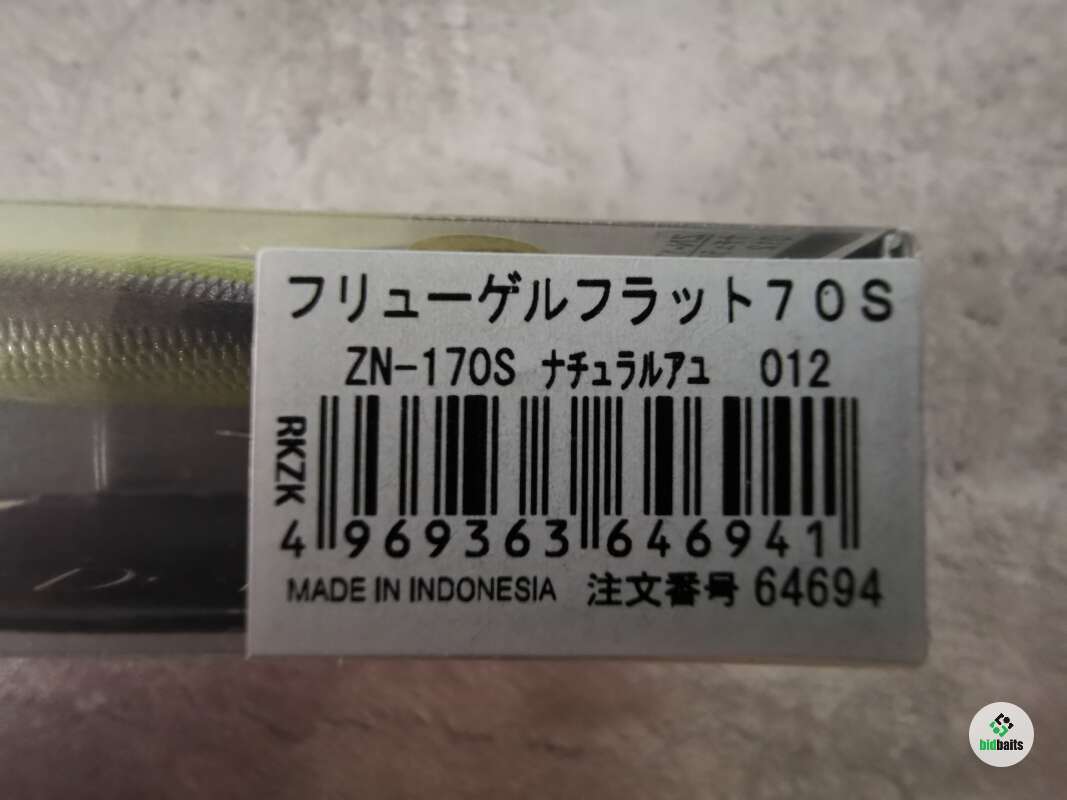 フリューゲルフラット７０Ｓ
ZN-170S ﾅﾁｭﾗﾙｱﾕ 012
RKZK
4 969363 646941
MADE IN INDONESIA 注文番号 64694
bidbaits